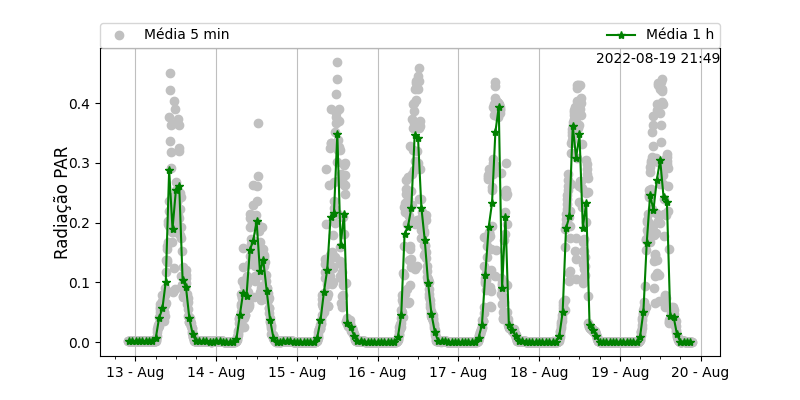 Média 5 min
Média 1 h
2022-08-19 21:49
Radiação PAR
0.4
0.3
0.2
0.1
0.0
13 - Aug
14 - Aug
15 - Aug
16 - Aug
17 - Aug
18 - Aug
19 - Aug
20 - Aug